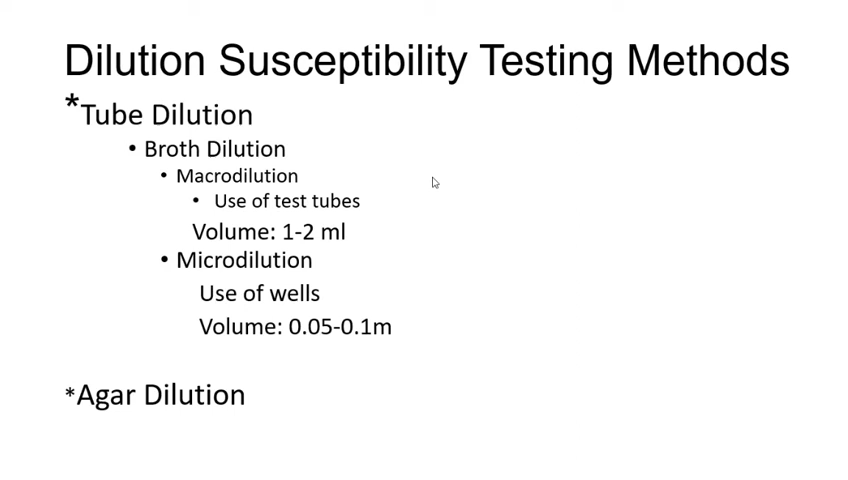 Dilution Susceptibility Testing Methods
*Tube Dilution
• Broth Dilution
• Macrodilution
• Use of test tubes
Volume: 1-2 ml
• Microdilution
Use of wells
Volume: 0.05-0.1m
*Agar Dilution